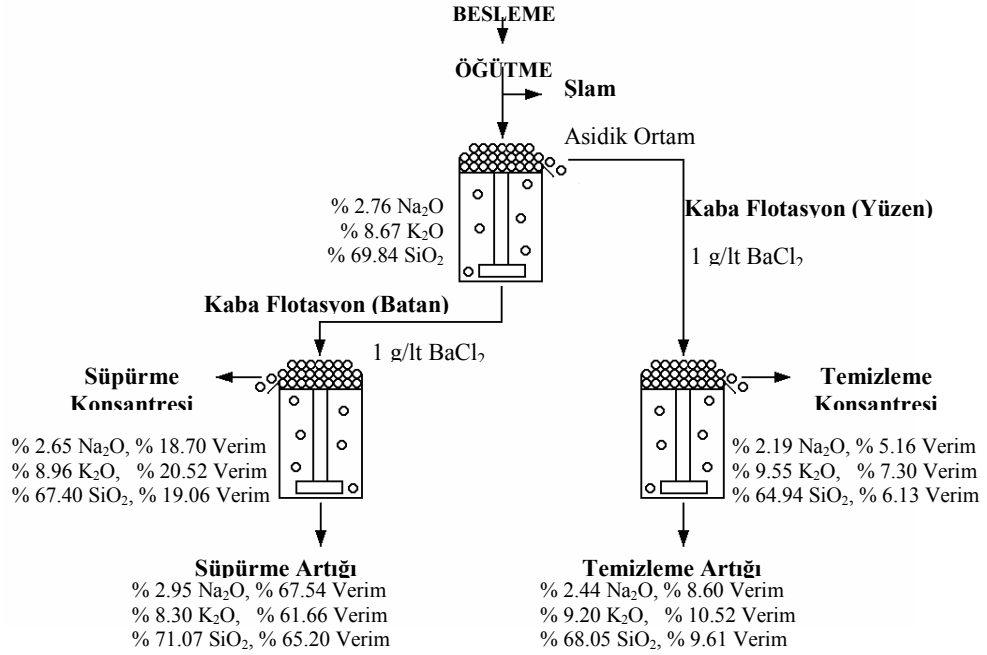 BESLEME
ÖĞÜTME
Şlam
Asidik Ortam
% 2.76 Na₂O
% 8.67 K₂O
% 69.84 SiO₂
Kaba Flotasyon (Yüzen)
1 g/lt BaCl₂
Kaba Flotasyon (Batan)
1 g/lt BaCl₂
Süpürme
Konsantresi
% 2.65 Na₂O, % 18.70 Verim
% 8.96 K₂O, % 20.52 Verim
% 67.40 SiO₂, % 19.06 Verim
Temizleme
Konsantresi
% 2.19 Na₂O, % 5.16 Verim
% 9.55 K₂O, % 7.30 Verim
% 64.94 SiO₂, % 6.13 Verim
Süpürme Artığı
% 2.95 Na₂O, % 67.54 Verim
% 8.30 K₂O, % 61.66 Verim
% 71.07 SiO₂, % 65.20 Verim
Temizleme Artığı
% 2.44 Na₂O, % 8.60 Verim
% 9.20 K₂O, % 10.52 Verim
% 68.05 SiO₂, % 9.61 Verim